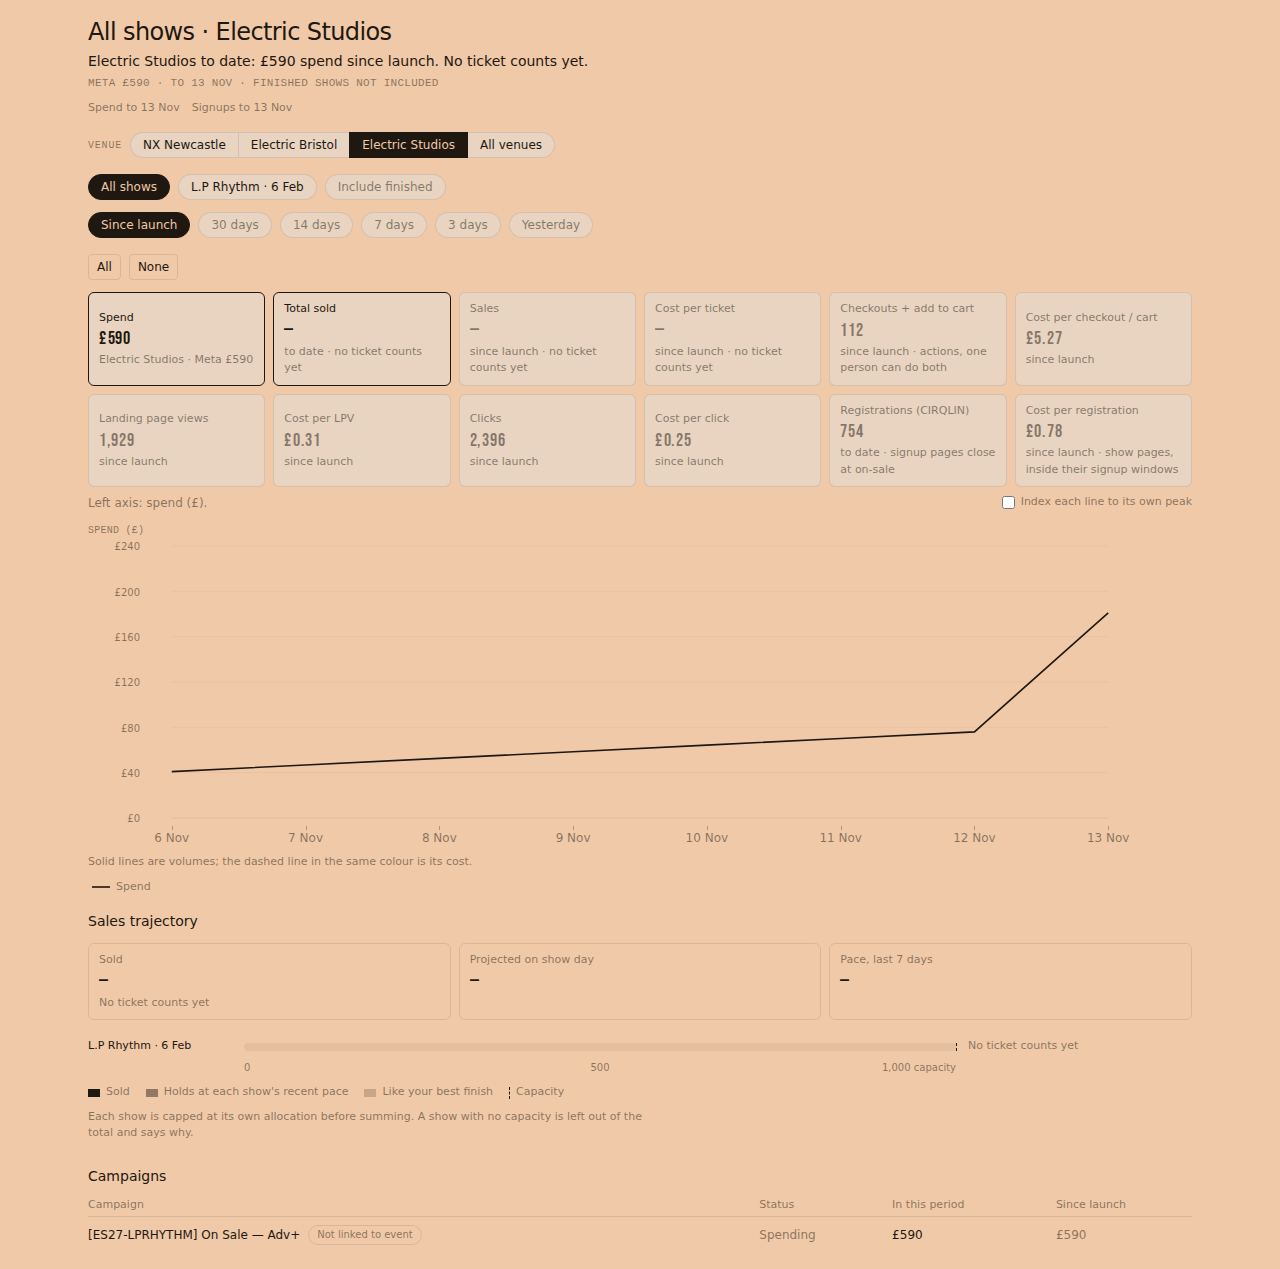 All shows · Electric Studios
Electric Studios to date: £590 spend since launch. No ticket counts yet.
META £590 · TO 13 NOV · FINISHED SHOWS NOT INCLUDED
Spend to 13 Nov Signups to 13 Nov
VENUE NX Newcastle Electric Bristol Electric Studios All venues
All shows L.P Rhythm · 6 Feb Include finished
Since launch 30 days 14 days 7 days 3 days Yesterday
All None
Spend
£590
Electric Studios · Meta £590
Total sold
–
to date · no ticket counts
yet
Sales
–
since launch · no ticket
counts yet
Cost per ticket
–
since launch · no ticket
counts yet
Checkouts + add to cart
112
since launch · actions, one
person can do both
Cost per checkout / cart
£5.27
since launch
Landing page views
1,929
since launch
Cost per LPV
£0.31
since launch
Clicks
2,396
since launch
Cost per click
£0.25
since launch
Registrations (CIRQLIN)
754
to date · signup pages close
at on-sale
Cost per registration
£0.78
since launch · show pages,
inside their signup windows
Left axis: spend (£).
Index each line to its own peak
SPEND (£)
£240
£200
£160
£120
£80
£40
£0
6 Nov 7 Nov 8 Nov 9 Nov 10 Nov 11 Nov 12 Nov 13 Nov
Solid lines are volumes; the dashed line in the same colour is its cost.
Spend
Sales trajectory
Sold
–
No ticket counts yet
Projected on show day
–
Pace, last 7 days
–
L.P Rhythm · 6 Feb
No ticket counts yet
0 500 1,000 capacity
Sold Holds at each show's recent pace Like your best finish Capacity
Each show is capped at its own allocation before summing. A show with no capacity is left out of the
total and says why.
Campaigns
Campaign Status In this period Since launch
[ES27-LPRHYTHM] On Sale — Adv+ Not linked to event Spending £590 £590